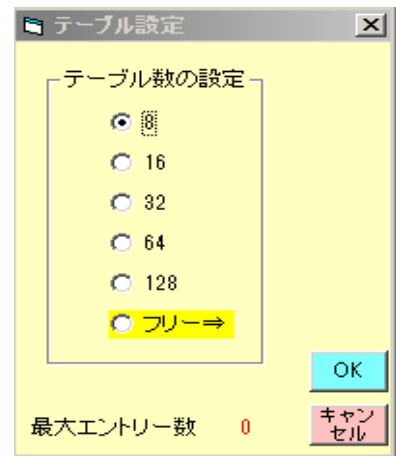 テーブル設定
テーブル数の設定
8
16
32
64
128
フリー⇒
OK
最大エントリー数 0
キャン
セル